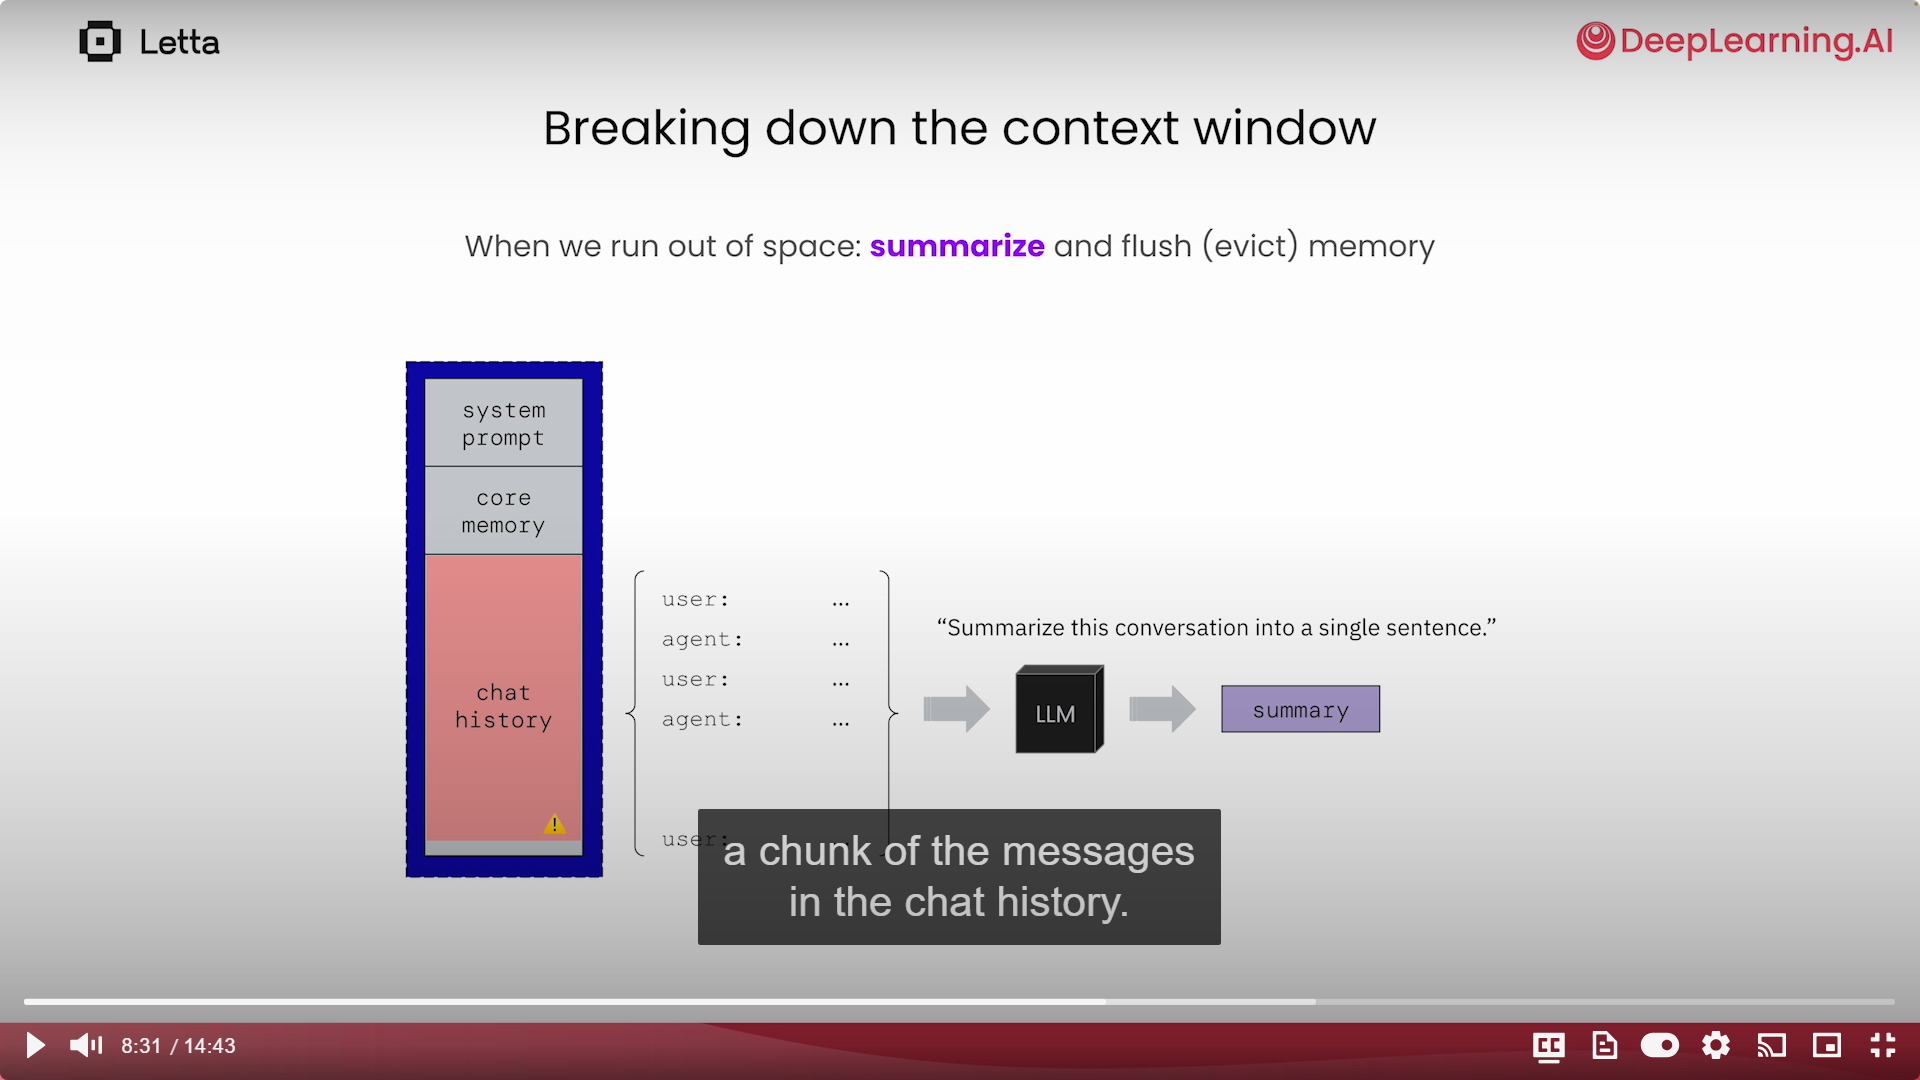 Letta
DeepLearning.AI
Breaking down the context window
When we run out of space: summarize and flush (evict) memory
system
prompt
core
memory
chat
history
user: ...
agent: ...
user: ...
agent: ...
user:
“Summarize this conversation into a single sentence.”
LLM
summary
a chunk of the messages
in the chat history.
8:31 / 14:43
CC